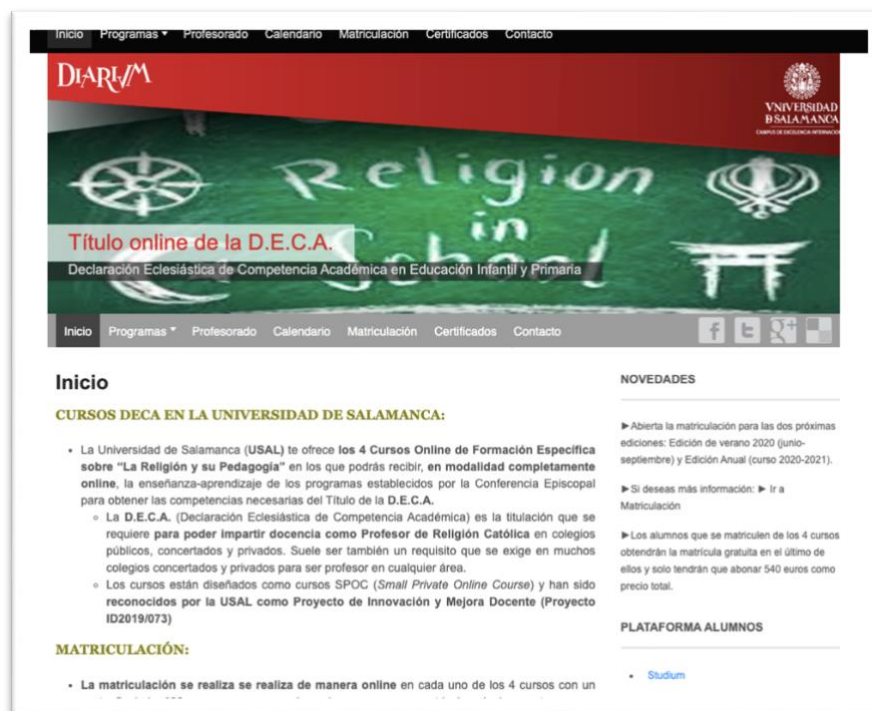 Inicio Programas Profesorado Calendario Matriculación Certificados Contacto
DIARIVM
VNIVERSIDAD
D SALAMANCA
CAMPUS DE EXCELENCIA INTERNACIONAL
Religion
in
School
Título online de la D.E.C.A.
Declaración Eclesiástica de Competencia Académica en Educación Infantil y Primaria
Inicio Programas Profesorado Calendario Matriculación Certificados Contacto
Inicio
CURSOS DECA EN LA UNIVERSIDAD DE SALAMANCA:
• La Universidad de Salamanca (USAL) te ofrece los 4 Cursos Online de Formación Específica
sobre “La Religión y su Pedagogía” en los que podrás recibir, en modalidad completamente
online, la enseñanza-aprendizaje de los programas establecidos por la Conferencia Episcopal
para obtener las competencias necesarias del Título de la D.E.C.A.
◦ La D.E.C.A. (Declaración Eclesiástica de Competencia Académica) es la titulación que se
requiere para poder impartir docencia como Profesor de Religión Católica en colegios
públicos, concertados y privados. Suele ser también un requisito que se exige en muchos
colegios concertados y privados para ser profesor en cualquier área.
◦ Los cursos están diseñados como cursos SPOC (Small Private Online Course) y han sido
reconocidos por la USAL como Proyecto de Innovación y Mejora Docente (Proyecto
ID2019/073)
MATRICULACIÓN:
• La matriculación se realiza se realiza de manera online en cada uno de los 4 cursos con un
NOVEDADES
►Abierta la matriculación para las dos próximas
ediciones: Edición de verano 2020 (junio-
septiembre) y Edición Anual (curso 2020-2021).
►Si deseas más información: ► Ir a
Matriculación
►Los alumnos que se matriculen de los 4 cursos
obtendrán la matrícula gratuita en el último de
ellos y solo tendrán que abonar 540 euros como
precio total.
PLATAFORMA ALUMNOS
• Studium